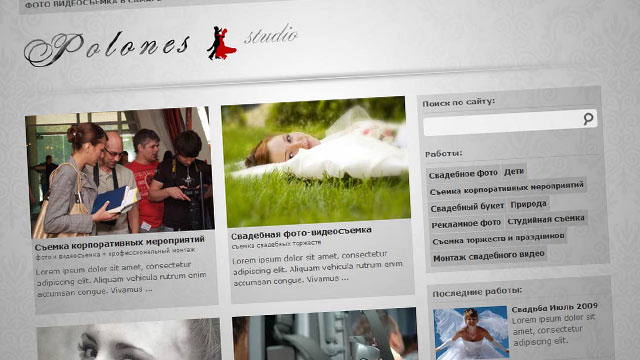 ФОТО ВИДЕОСЪЕМКА В САМАРЕ
Polones studio
Съемка корпоративных мероприятий
фото и видеосъемка + профессиональный монтаж
Lorem ipsum dolor sit amet, consectetur
adipiscing elit. Aliquam vehicula rutrum enim,
accumsan congue. Vivamus ...
Свадебная фото-видеосъемка
съемка свадебных торжеств
Lorem ipsum dolor sit amet, consectetur
adipiscing elit. Aliquam vehicula rutrum enim
accumsan congue. Vivamus ...
Поиск по сайту:
Работы:
Свадебное фото Дети
Съемка корпоративных мероприятий
Свадебный букет Природа
Рекламное фото Студийная съемка
Съемка торжеств и праздников
Монтаж свадебного видео
Последние работы:
Свадьба Июль 2009
Lorem ipsum dolor sit
amet, consectetur
adipiscing elit.